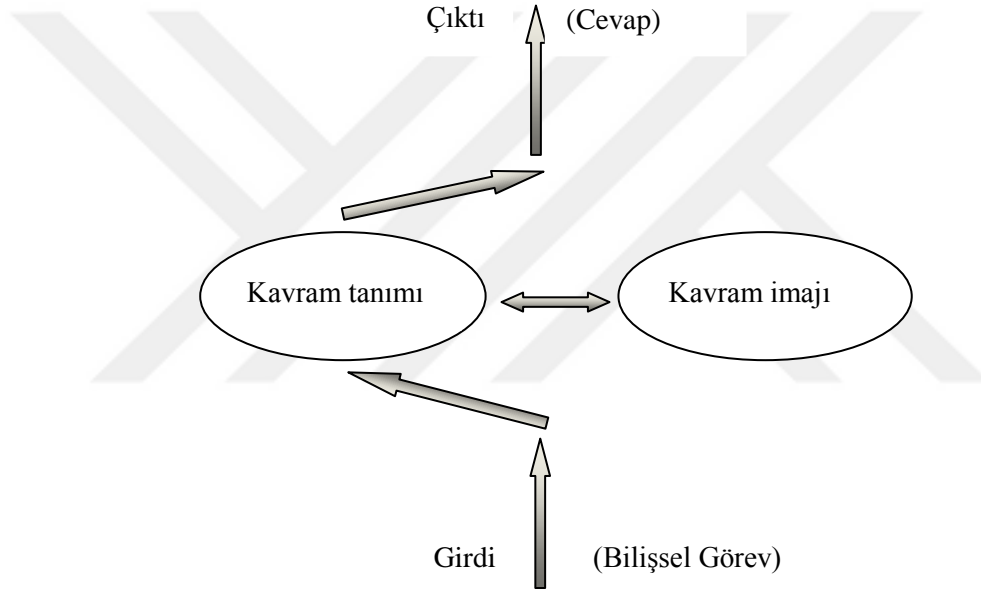 Çıktı (Cevap)
Kavram tanımı
Kavram imajı
Girdi (Bilişsel Görev)